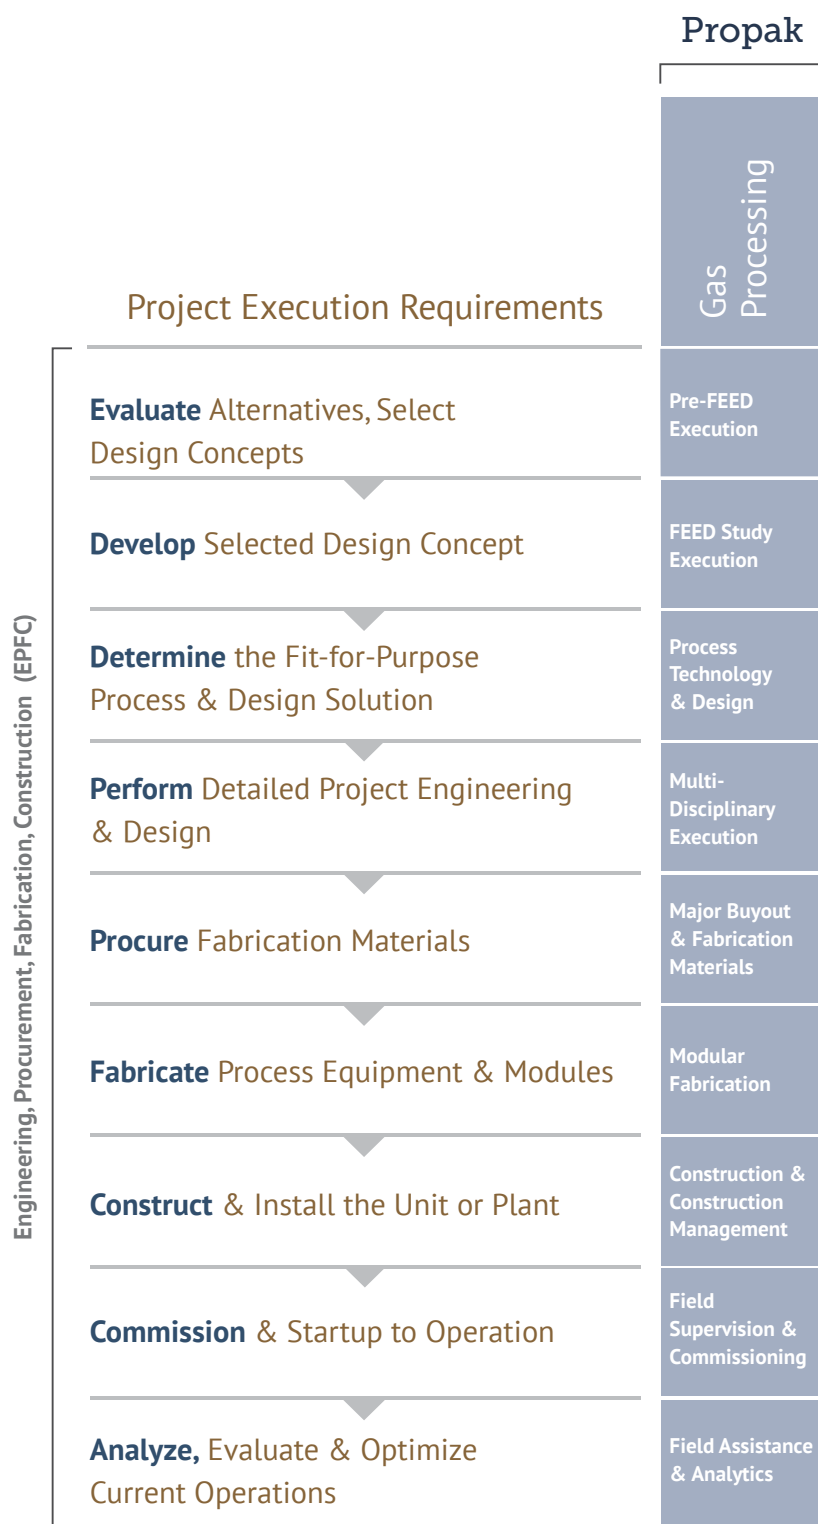 Propak
Gas
Processing
Project Execution Requirements
Engineering, Procurement, Fabrication, Construction (EPFC)
Evaluate Alternatives, Select
Design Concepts
Pre-FEED
Execution
Develop Selected Design Concept
FEED Study
Execution
Determine the Fit-for-Purpose
Process & Design Solution
Process
Technology
& Design
Perform Detailed Project Engineering
& Design
Multi-
Disciplinary
Execution
Procure Fabrication Materials
Major Buyout
& Fabrication
Materials
Fabricate Process Equipment & Modules
Modular
Fabrication
Construct & Install the Unit or Plant
Construction &
Construction
Management
Commission & Startup to Operation
Field
Supervision &
Commissioning
Analyze, Evaluate & Optimize
Current Operations
Field Assistance
& Analytics